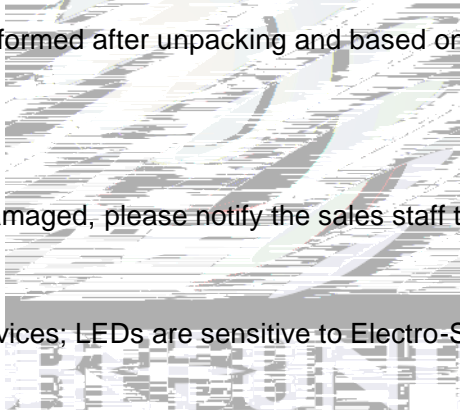 formed after unpacking and based on
maged, please notify the sales staff t
vices; LEDs are sensitive to Electro-S